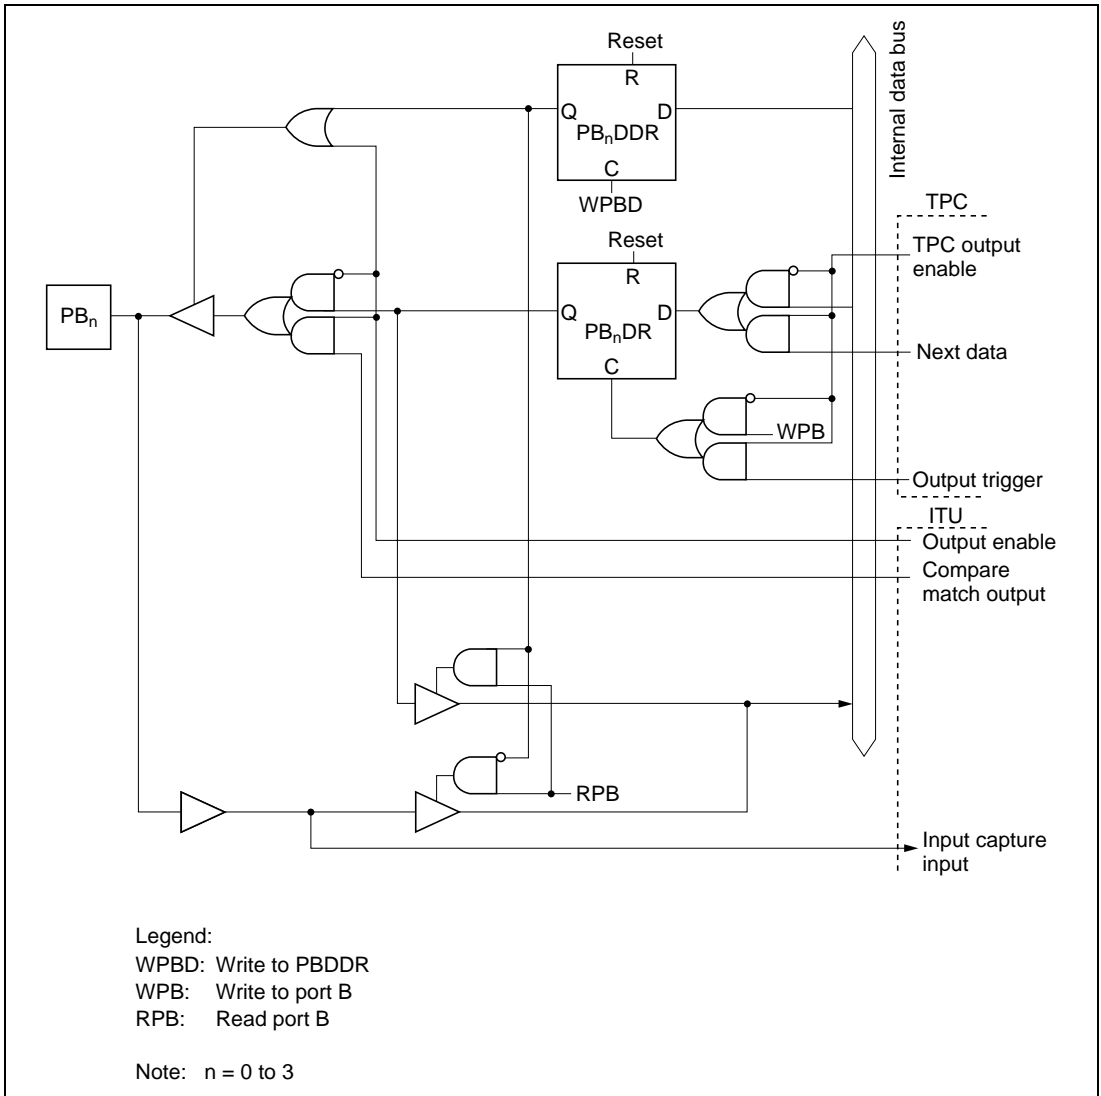 Reset
R
Q
D
PBnDDR
C
WPBD
Internal data bus
TPC
TPC output
enable
Reset
R
Q
D
PBnDR
C
PBn
Next data
WPB
Output trigger
ITU
Output enable
Compare
match output
RPB
Input capture
input
Legend:
WPBD: Write to PBDDR
WPB: Write to port B
RPB: Read port B
Note: n = 0 to 3